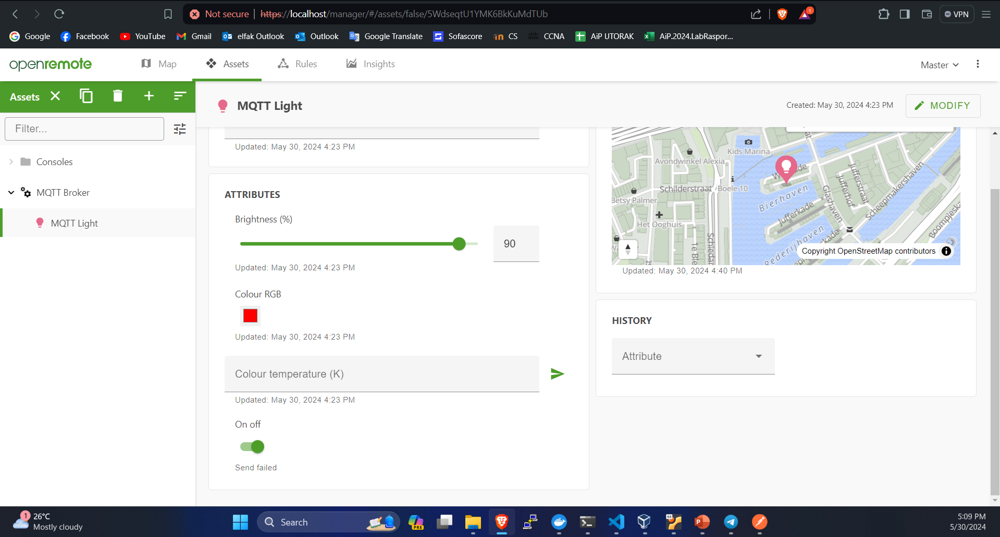 Not secure https://localhost/manager/#/assets/false/5WdseqtU1YMK6BkKuMdTUb 1 VPN
Google Facebook YouTube Gmail elfak Outlook Outlook Google Translate Sofascore CS CCNA AiP UTORAK AiP.2024.LabRaspor...
openremote Map Assets Rules Insights Master
Assets
Filter...
Consoles
MQTT Broker
MQTT Light
MQTT Light
Created: May 30, 2024 4:23 PM MODIFY
Updated: May 30, 2024 4:23 PM
ATTRIBUTES
Brightness (%)
90
Updated: May 30, 2024 4:23 PM
Colour RGB
Updated: May 30, 2024 4:23 PM
Colour temperature (K)
Updated: May 30, 2024 4:23 PM
On off
Send failed
Kids Marina
Avondwinkel Alexia
Schilderstraat
Boele 10
Betsy Palmer
Het Ooghuis
Bierhaven
Jufferkade
Rederijhaven
Glashaven
Jufferhof
Jufferstraat
Scheepmakershaven
Boompjeska
Schiedar
1e Ble
Copyright OpenStreetMap contributors
Updated: May 30, 2024 4:40 PM
HISTORY
Attribute
1 26°C
Mostly cloudy
Search
PRE
64
5:09 PM
5/30/2024